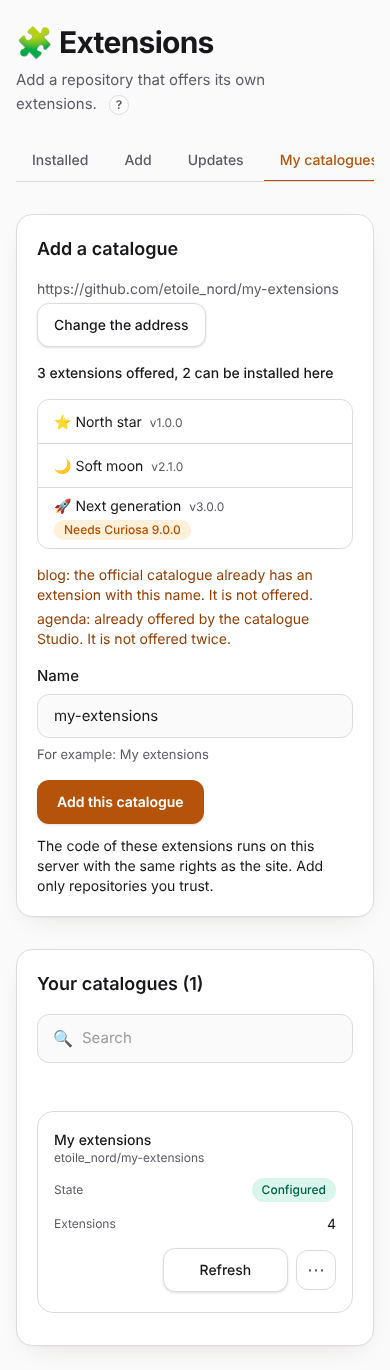 🧩 Extensions
Add a repository that offers its own
extensions. ?
Installed Add Updates My catalogues
Add a catalogue
https://github.com/etoile_nord/my-extensions
Change the address
3 extensions offered, 2 can be installed here
⭐ North star v1.0.0
🌙 Soft moon v2.1.0
🚀 Next generation v3.0.0
Needs Curiosa 9.0.0
blog: the official catalogue already has an
extension with this name. It is not offered.
agenda: already offered by the catalogue
Studio. It is not offered twice.
Name
my-extensions
For example: My extensions
Add this catalogue
The code of these extensions runs on this
server with the same rights as the site. Add
only repositories you trust.
Your catalogues (1)
🔍 Search
My extensions
etoile_nord/my-extensions
State Configured
Extensions 4
Refresh ···